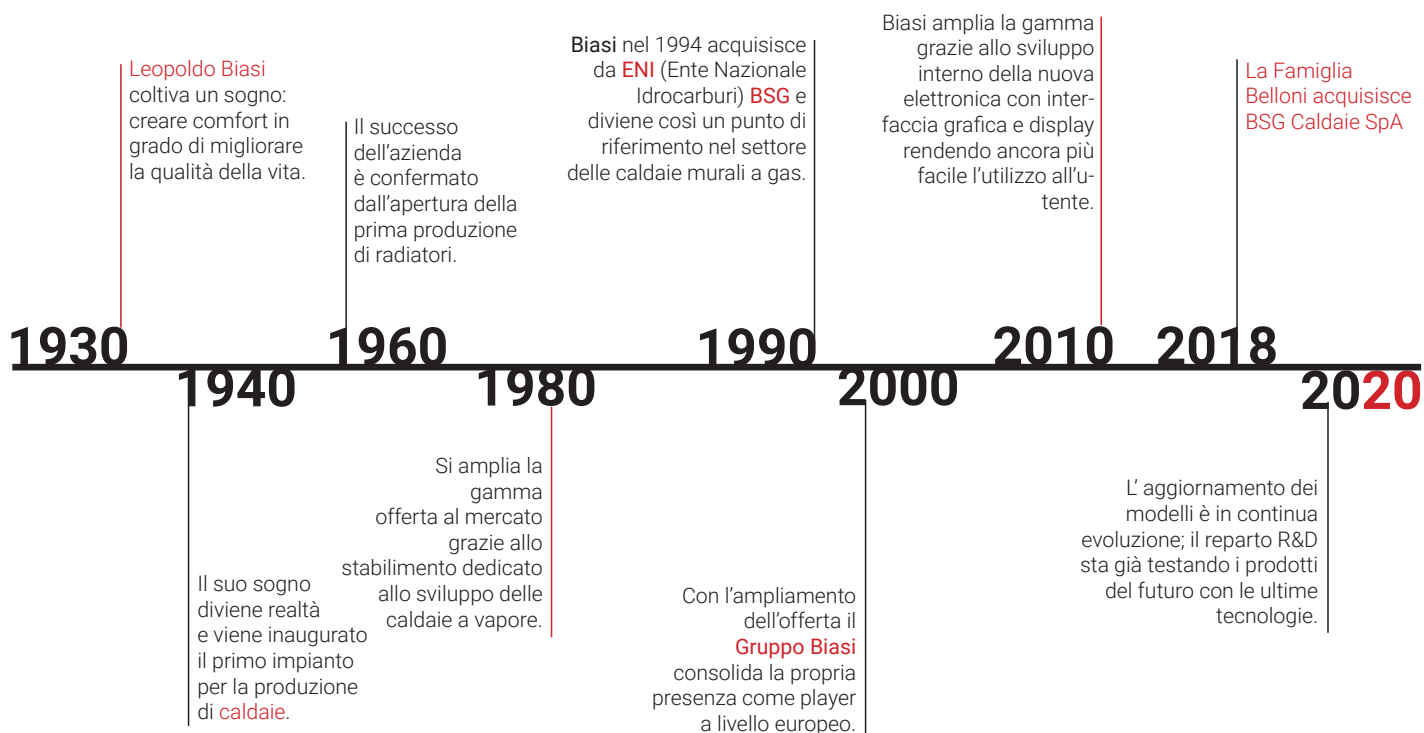 Leopoldo Biasi
coltiva un sogno:
creare comfort in
grado di migliorare
la qualità della vita.
1930
Il suo sogno
diviene realtà
e viene inaugurato
il primo impianto
per la produzione
di caldaie.
1940
Il successo
dell'azienda
è confermato
dall'apertura della
prima produzione
di radiatori.
1960
1980
Si amplia la
gamma
offerta al mercato
grazie allo
stabilimento dedicato
allo sviluppo delle
caldaie a vapore.
Biasi nel 1994 acquisisce
da ENI (Ente Nazionale
Idrocarburi) BSG e
diviene così un punto di
riferimento nel settore
delle caldaie murali a gas.
1990
2000
Con l'ampliamento
dell'offerta il
Gruppo Biasi
consolida la propria
presenza come player
a livello europeo.
Biasi amplia la gamma
grazie allo sviluppo
interno della nuova
elettronica con inter-
faccia grafica e display
rendendo ancora più
facile l'utilizzo all'u-
tente.
2010
La Famiglia
Belloni acquisisce
BSG Caldaie SpA
2018
2020
L' aggiornamento dei
modelli è in continua
evoluzione; il reparto R&D
sta già testando i prodotti
del futuro con le ultime
tecnologie.